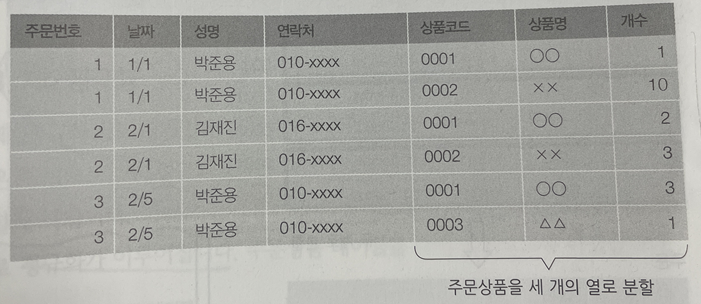 주문번호 날짜 성명 연락처 상품코드 상품명 개수
1 1/1 박준용 010-xxxx 0001 ○○ 1
1 1/1 박준용 010-xxxx 0002 ×× 10
2 2/1 김재진 016-xxxx 0001 ○○ 2
2 2/1 김재진 016-xxxx 0002 ×× 3
3 2/5 박준용 010-xxxx 0001 ○○ 3
3 2/5 박준용 010-xxxx 0003 △△ 1
주문상품을 세 개의 열로 분할